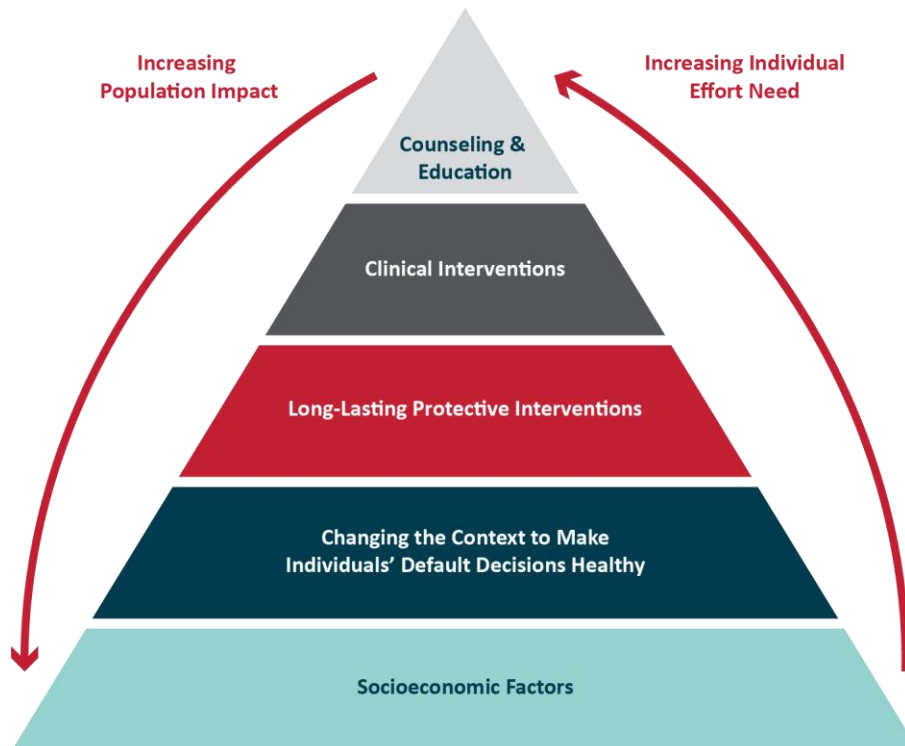 Increasing
Population Impact
Increasing Individual
Effort Need
Counseling &
Education
Clinical Interventions
Long-Lasting Protective Interventions
Changing the Context to Make
Individuals’ Default Decisions Healthy
Socioeconomic Factors